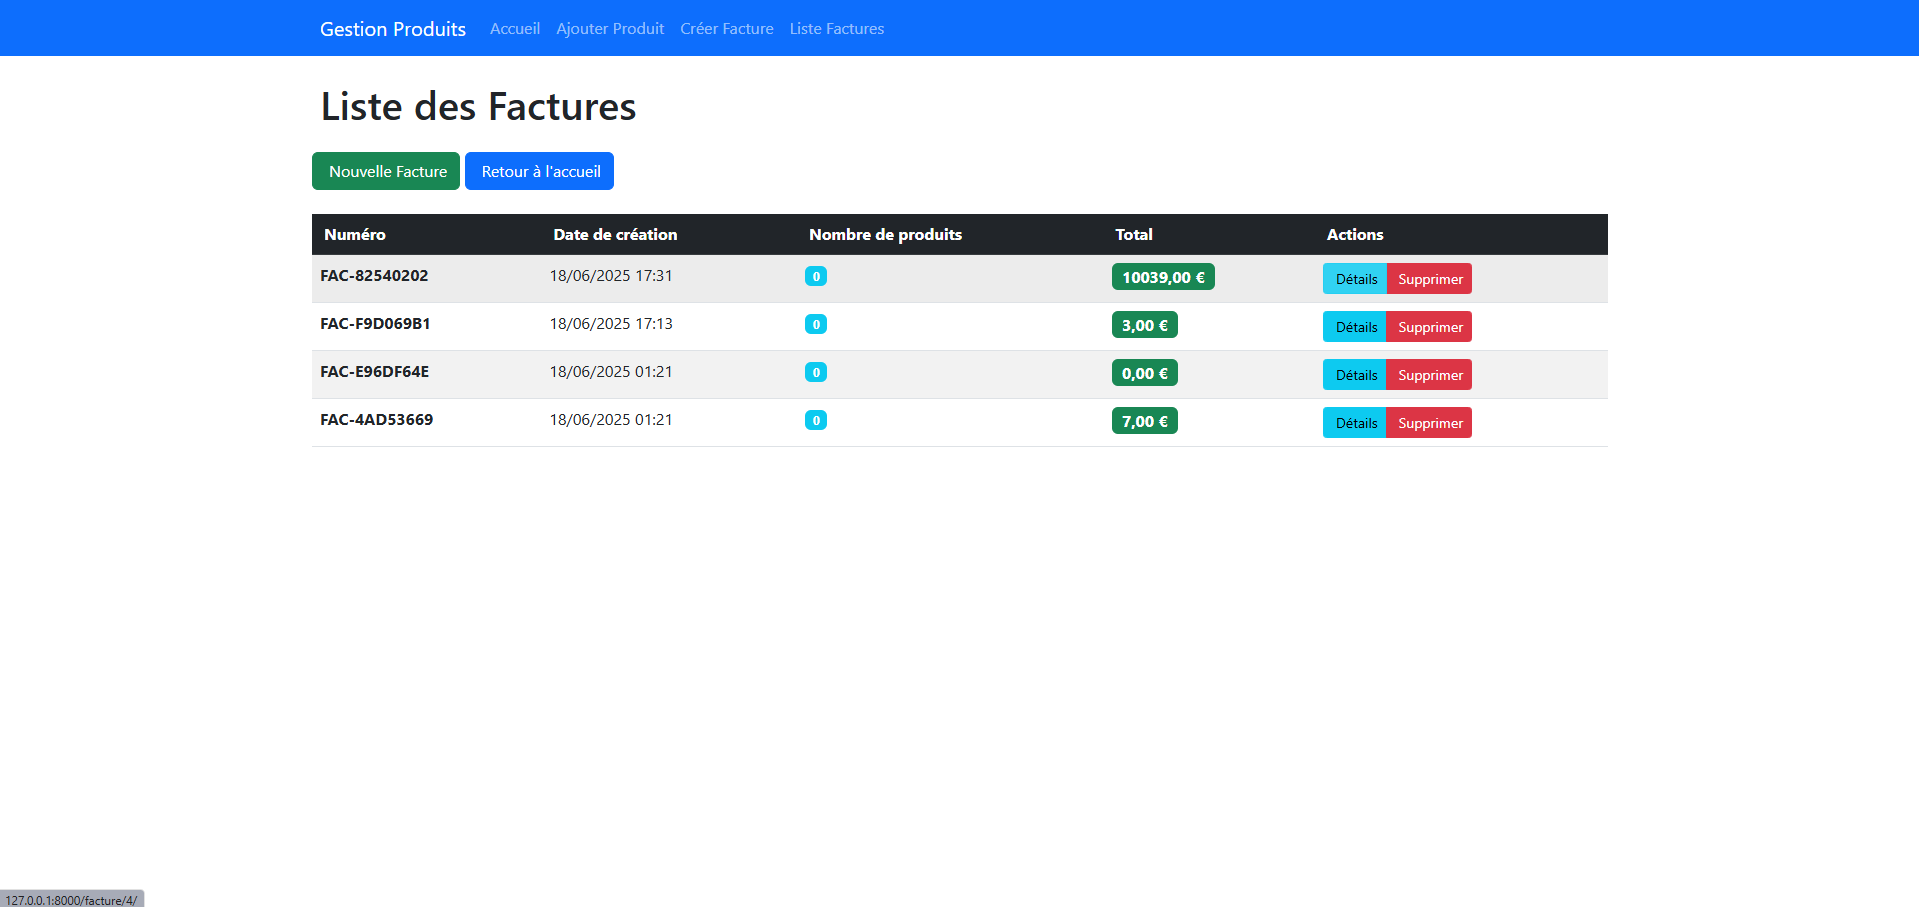 Gestion Produits Accueil Ajouter Produit Créer Facture Liste Factures
Liste des Factures
Nouvelle Facture Retour à l'accueil
Numéro Date de création Nombre de produits Total Actions
FAC-82540202 18/06/2025 17:31 0 10039,00 € Détails Supprimer
FAC-F9D069B1 18/06/2025 17:13 0 3,00 € Détails Supprimer
FAC-E96DF64E 18/06/2025 01:21 0 0,00 € Détails Supprimer
FAC-4AD53669 18/06/2025 01:21 0 7,00 € Détails Supprimer
127.0.0.1:8000/facture/4/